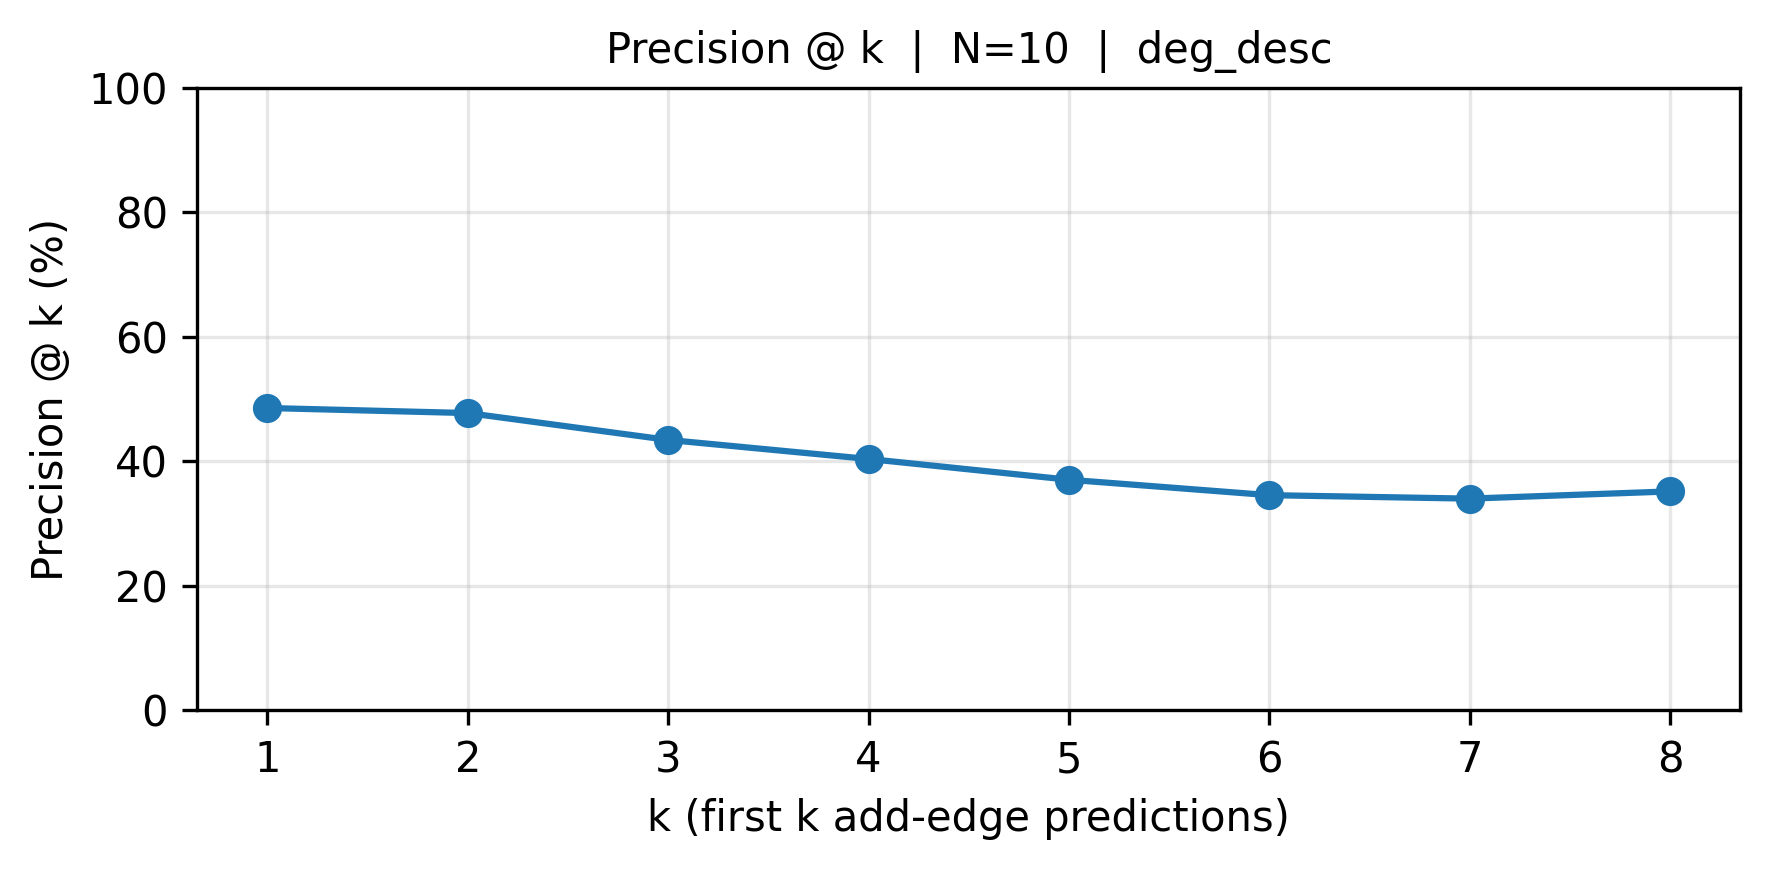 Precision @ k | N=10 | deg_desc
Precision @ k (%)
100
80
60
40
20
0
1 2 3 4 5 6 7 8
k (first k add-edge predictions)